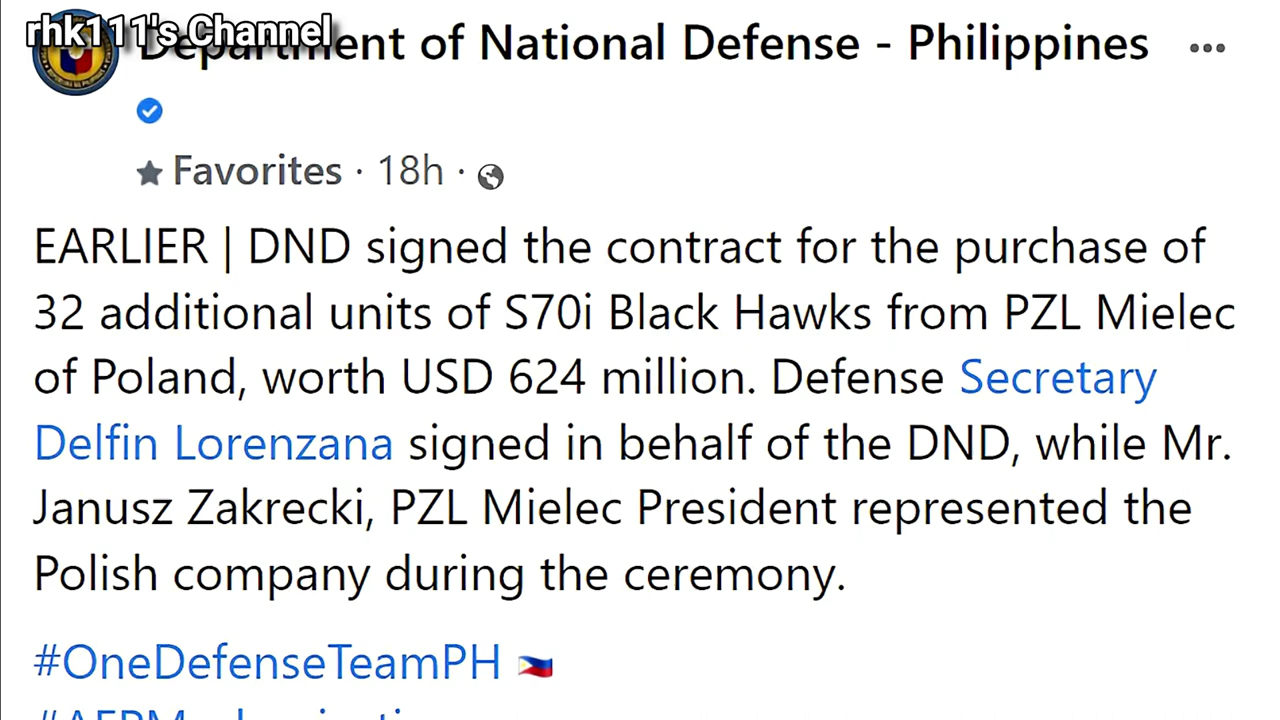 rhk111's Channel
Department of National Defense - Philippines
Favorites · 18h ·
EARLIER | DND signed the contract for the purchase of
32 additional units of S70i Black Hawks from PZL Mielec
of Poland, worth USD 624 million. Defense Secretary
Delfin Lorenzana signed in behalf of the DND, while Mr.
Janusz Zakrecki, PZL Mielec President represented the
Polish company during the ceremony.
#OneDefenseTeamPH